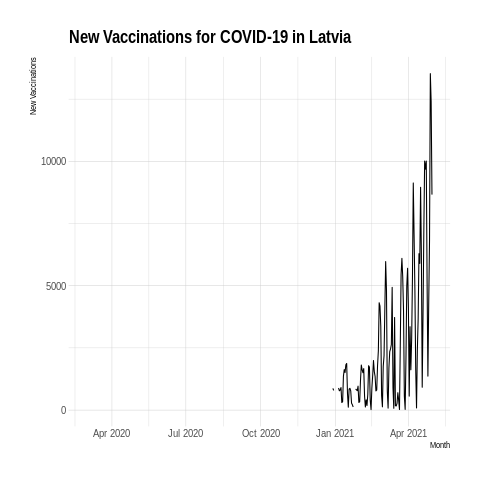 New Vaccinations for COVID-19 in Latvia
New Vaccinations
10000
5000
0
Apr 2020
Jul 2020
Oct 2020
Jan 2021
Apr 2021
Month